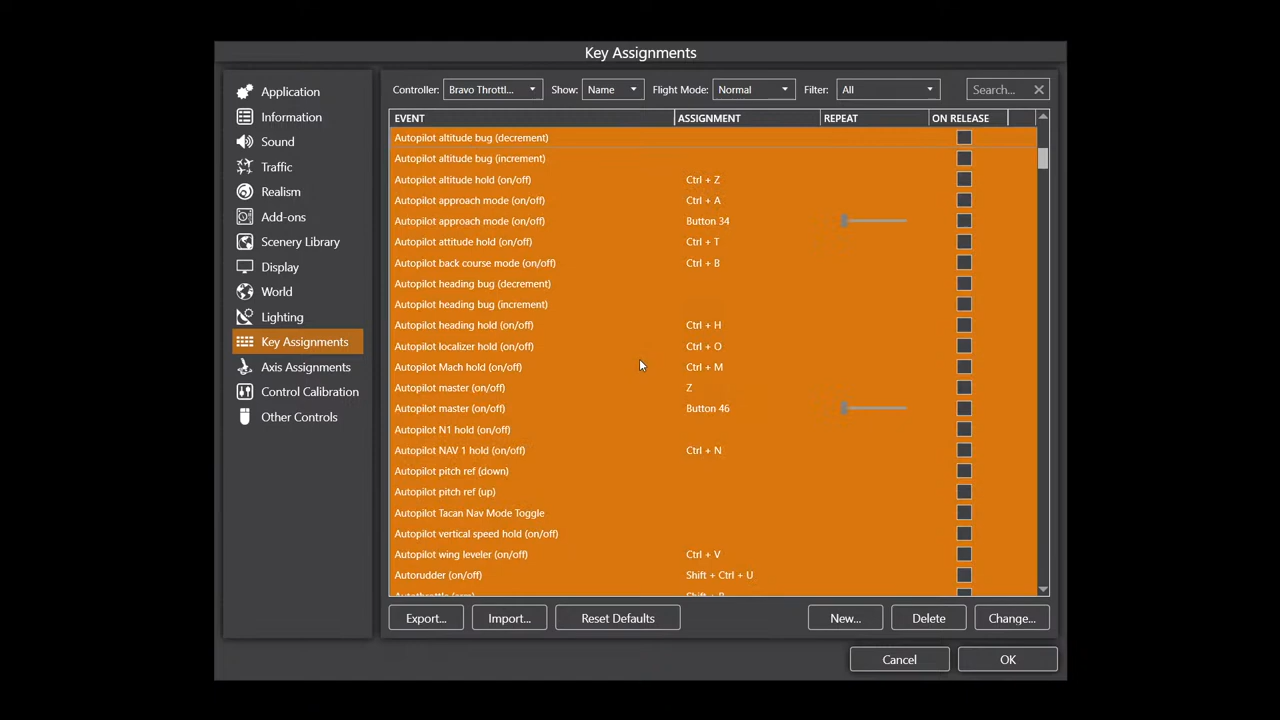 Key Assignments
Application
Information
Sound
Traffic
Realism
Add-ons
Scenery Library
Display
World
Lighting
Key Assignments
Axis Assignments
Control Calibration
Other Controls
Controller: Bravo Throttl... Show: Name Flight Mode: Normal Filter: All Search...
EVENT ASSIGNMENT REPEAT ON RELEASE
Autopilot altitude bug (decrement)
Autopilot altitude bug (increment)
Autopilot altitude hold (on/off) Ctrl + Z
Autopilot approach mode (on/off) Ctrl + A
Autopilot approach mode (on/off) Button 34
Autopilot attitude hold (on/off) Ctrl + T
Autopilot back course mode (on/off) Ctrl + B
Autopilot heading bug (decrement)
Autopilot heading bug (increment)
Autopilot heading hold (on/off) Ctrl + H
Autopilot localizer hold (on/off) Ctrl + O
Autopilot Mach hold (on/off) Ctrl + M
Autopilot master (on/off) Z
Autopilot master (on/off) Button 46
Autopilot N1 hold (on/off)
Autopilot NAV 1 hold (on/off) Ctrl + N
Autopilot pitch ref (down)
Autopilot pitch ref (up)
Autopilot Tacan Nav Mode Toggle
Autopilot vertical speed hold (on/off)
Autopilot wing leveler (on/off) Ctrl + V
Autorudder (on/off) Shift + Ctrl + U
Export... Import... Reset Defaults New... Delete Change...
Cancel OK